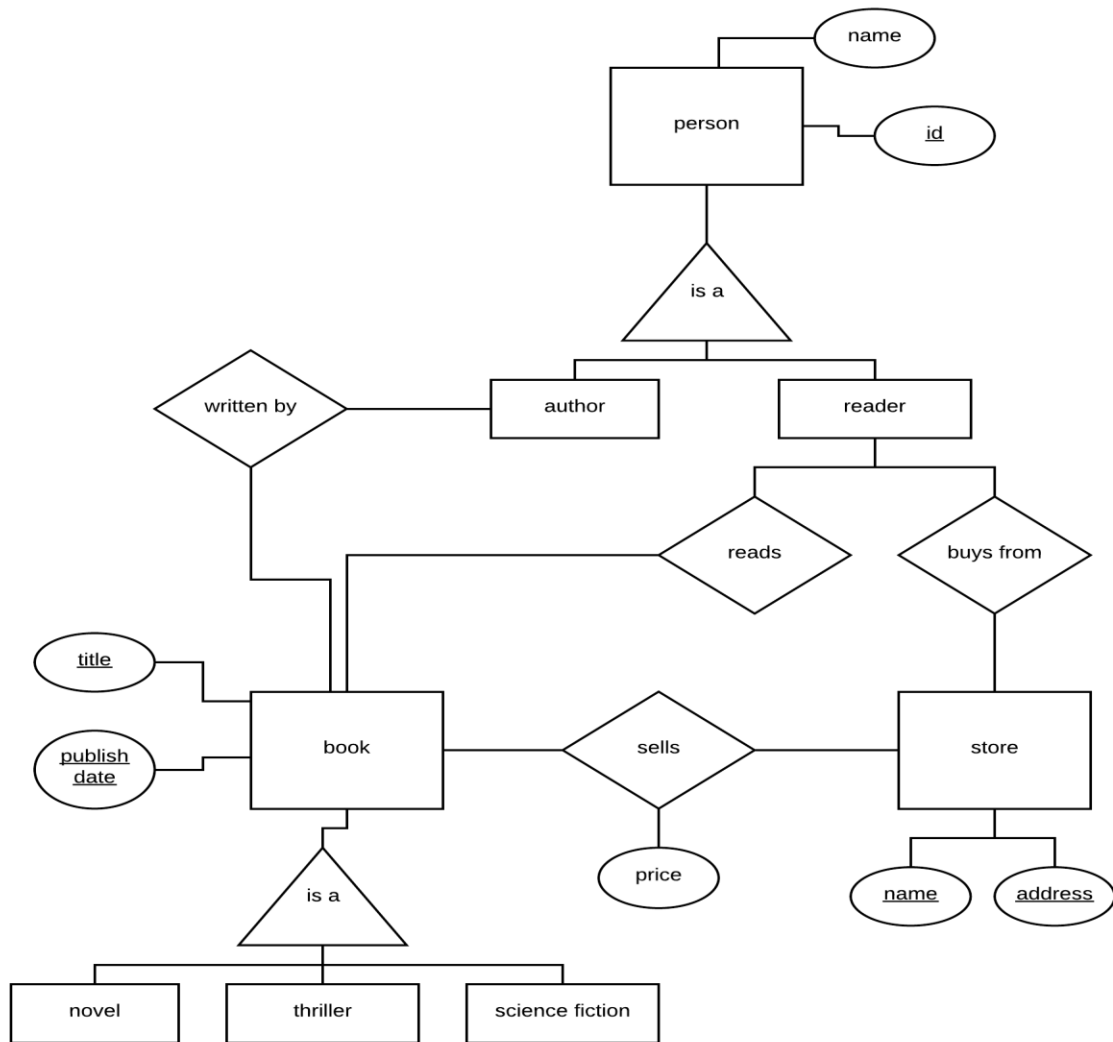 name
person
id
is a
written by
author
reader
reads
buys from
title
publish
date
book
sells
store
price
name
address
is a
novel
thriller
science fiction